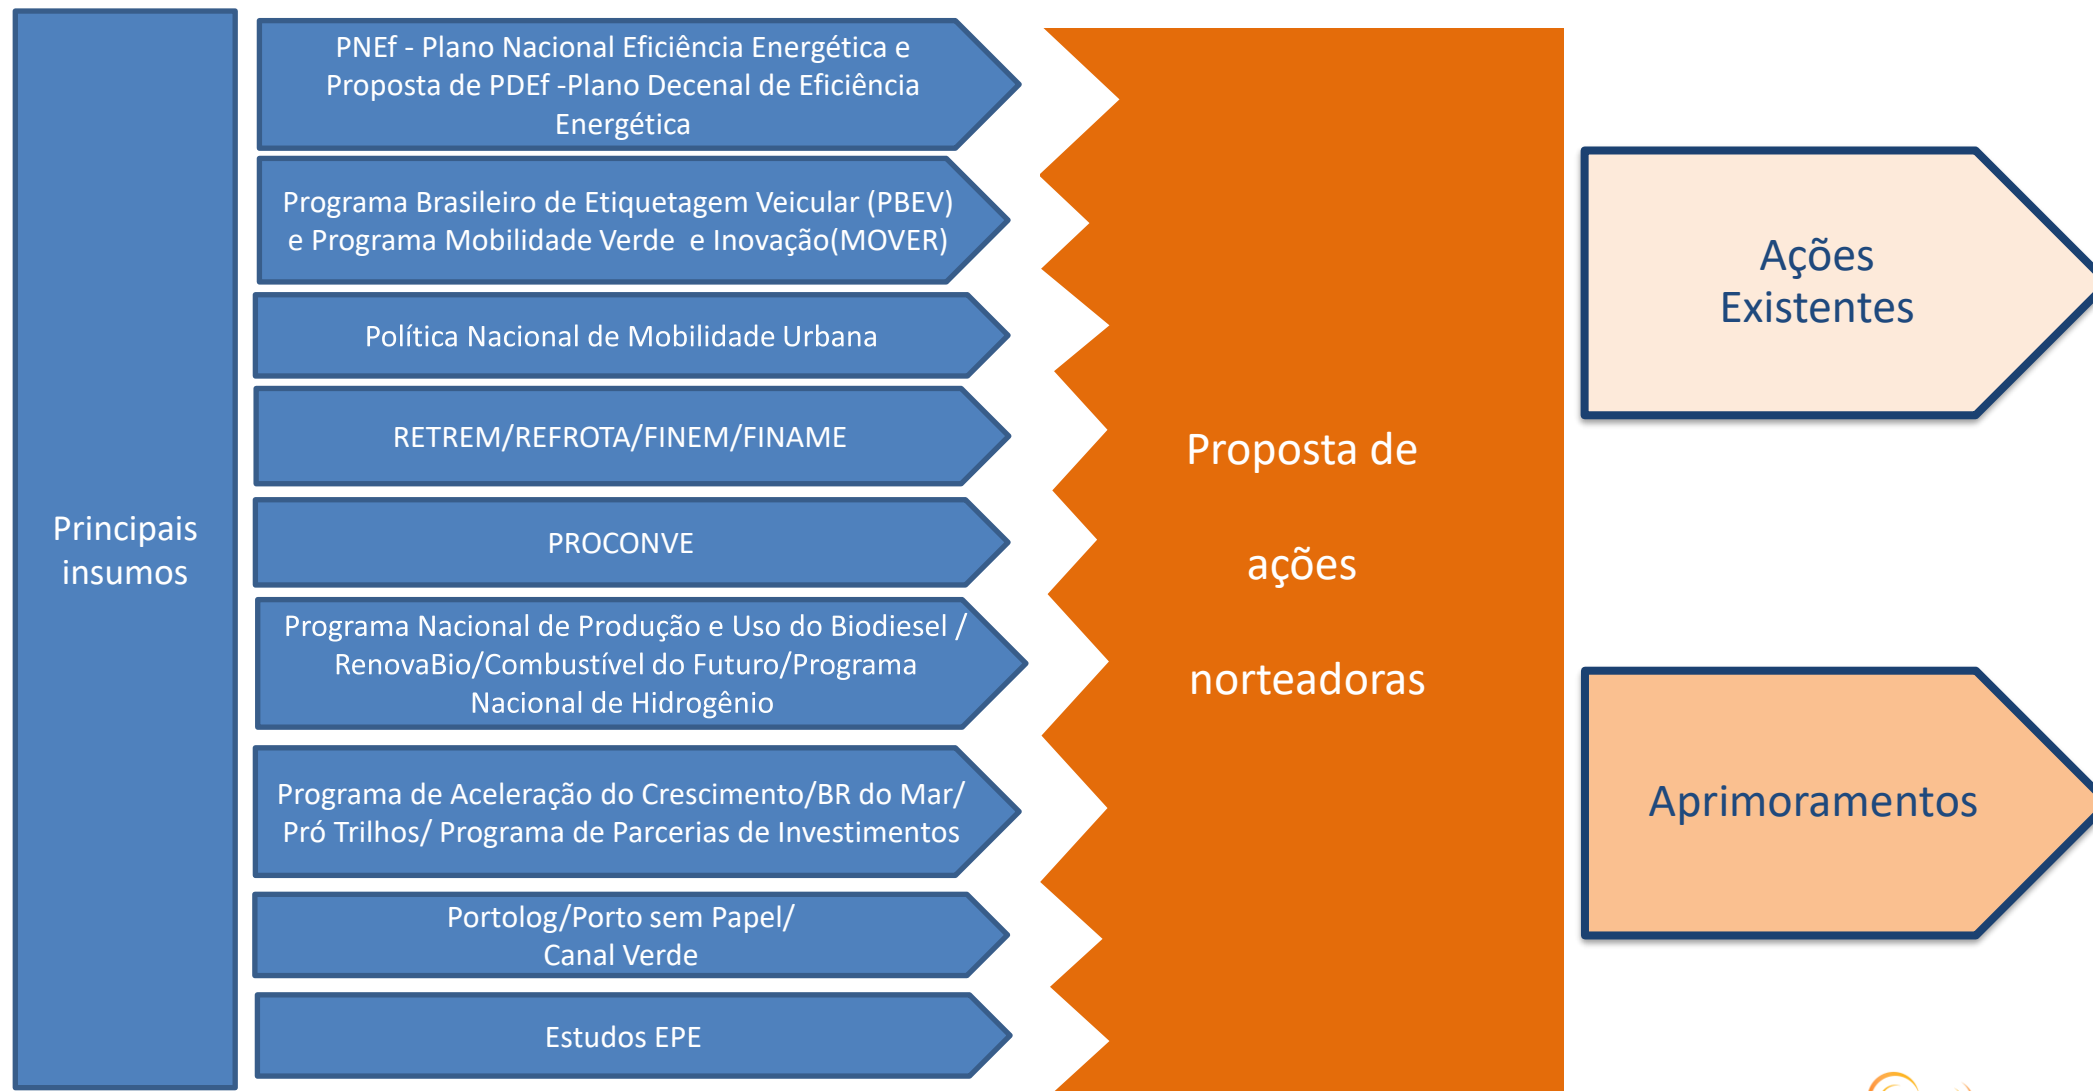 Principais
insumos
PNEf - Plano Nacional Eficiência Energética e
Proposta de PDEf -Plano Decenal de Eficiência
Energética
Programa Brasileiro de Etiquetagem Veicular (PBEV)
e Programa Mobilidade Verde  e Inovação(MOVER)
Política Nacional de Mobilidade Urbana
RETREM/REFROTA/FINEM/FINAME
PROCONVE
Programa Nacional de Produção e Uso do Biodiesel /
RenovaBio/Combustível do Futuro/Programa
Nacional de Hidrogênio
Programa de Aceleração do Crescimento/BR do Mar/
Pró Trilhos/ Programa de Parcerias de Investimentos
Portolog/Porto sem Papel/
Canal Verde
Estudos EPE
Proposta de
ações
norteadoras
Ações
Existentes
Aprimoramentos